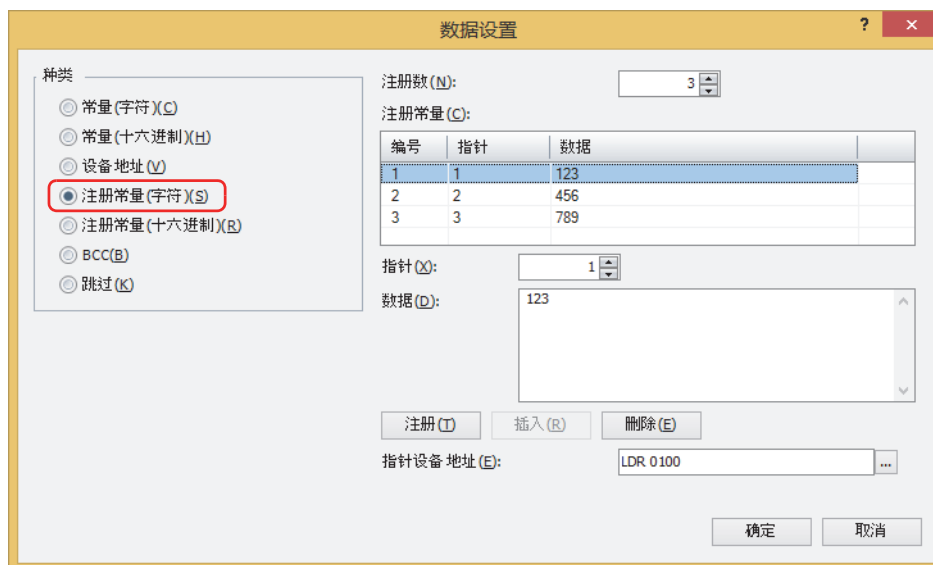 数据设置
?
×
种类
常量(字符)(C)
常量(十六进制)(H)
设备地址(V)
注册常量(字符)(S)
注册常量(十六进制)(R)
BCC(B)
跳过(K)
注册数(N): 3
注册常量(C):
编号 指针 数据
1 1 123
2 2 456
3 3 789
指针(X): 1
数据(D): 123
注册(T) 插入(R) 删除(E)
指针设备地址(E): LDR 0100 ...
确定 取消